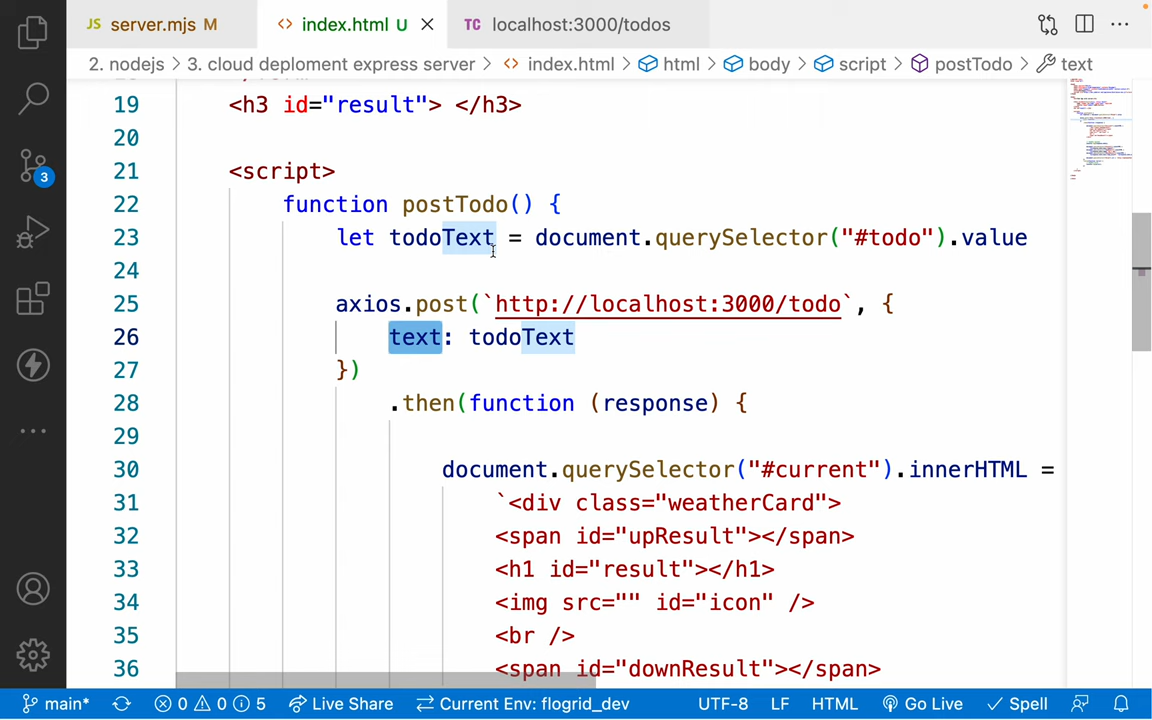 JS server.mjs M <> index.html U × TC localhost:3000/todos ...
2. nodejs > 3. cloud deploment express server > <> index.html > html > body > script > postTodo > text
19 <h3 id="result"> </h3>
20
21 <script>
22 function postTodo() {
23 let todoText = document.querySelector("#todo").value
24
25 axios.post(`http://localhost:3000/todo`, {
26 text: todoText
27 })
28 .then(function (response) {
29
30 document.querySelector("#current").innerHTML =
31 `<div class="weatherCard">
32 <span id="upResult"></span>
33 <h1 id="result"></h1>
34 <img src="" id="icon" />
35 <br />
36 <span id="downResult"></span>
3
main* 0 0 5 Live Share Current Env: flogrid_dev UTF-8 LF HTML Go Live Spell